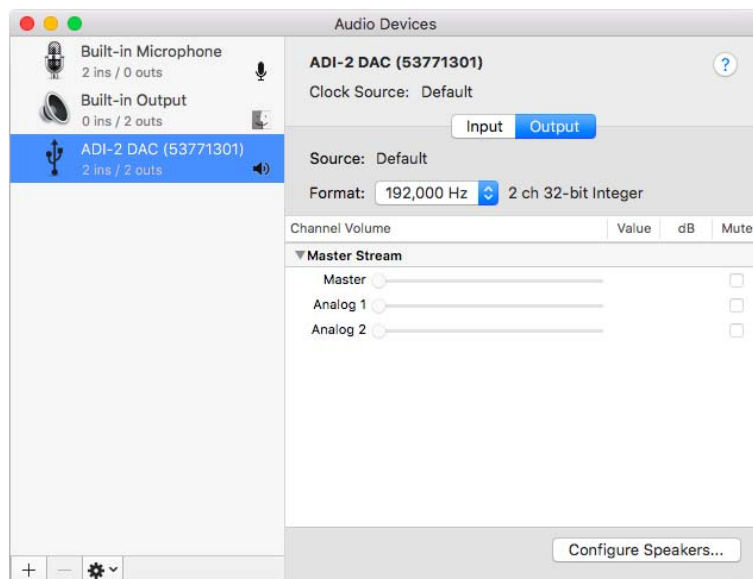 Audio Devices
Built-in Microphone
2 ins / 0 outs
Built-in Output
0 ins / 2 outs
ADI-2 DAC (53771301)
2 ins / 2 outs
ADI-2 DAC (53771301)
?
Clock Source: Default
Input Output
Source: Default
Format: 192,000 Hz 2 ch 32-bit Integer
Channel Volume Value dB Mute
Master Stream
Master
Analog 1
Analog 2
Configure Speakers...